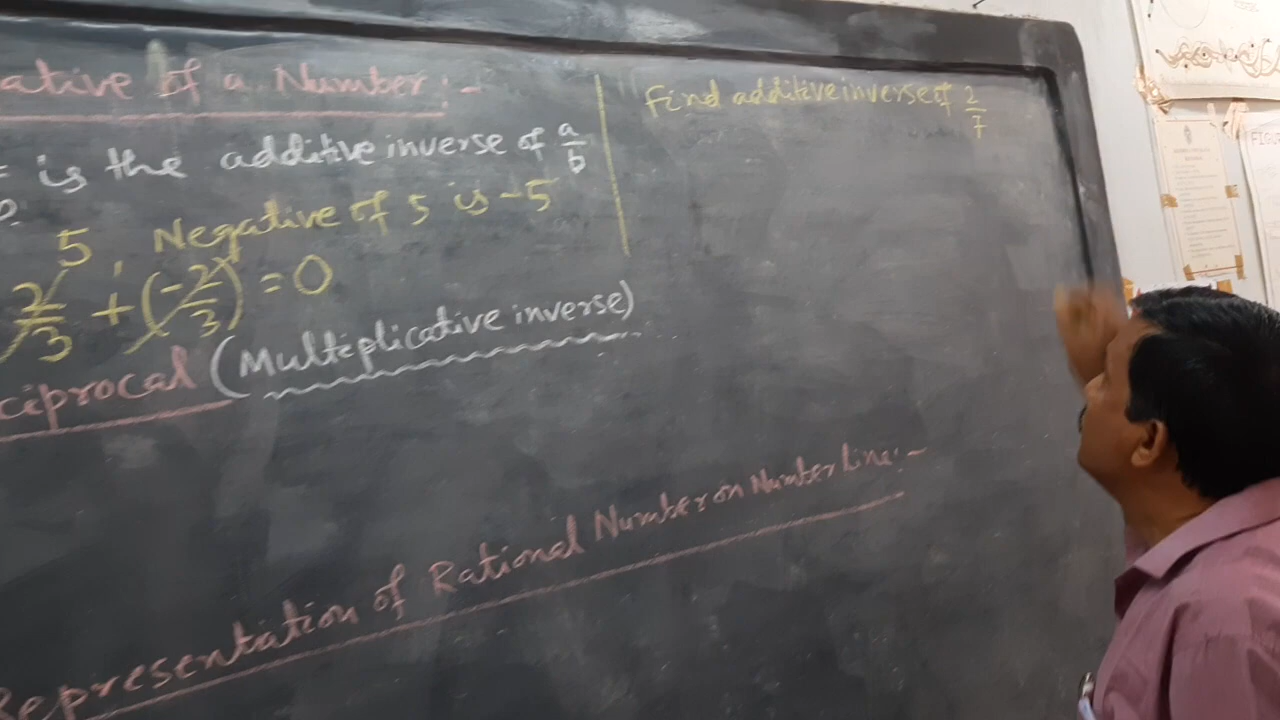 ative of a Number:-
is the additive inverse of a/b
5, Negative of 5 is -5
2/3 + (-2/3) = 0
ciprocal (Multiplicative inverse)
Representation of Rational Number on Number Line:-
Find additive inverse of 2/7